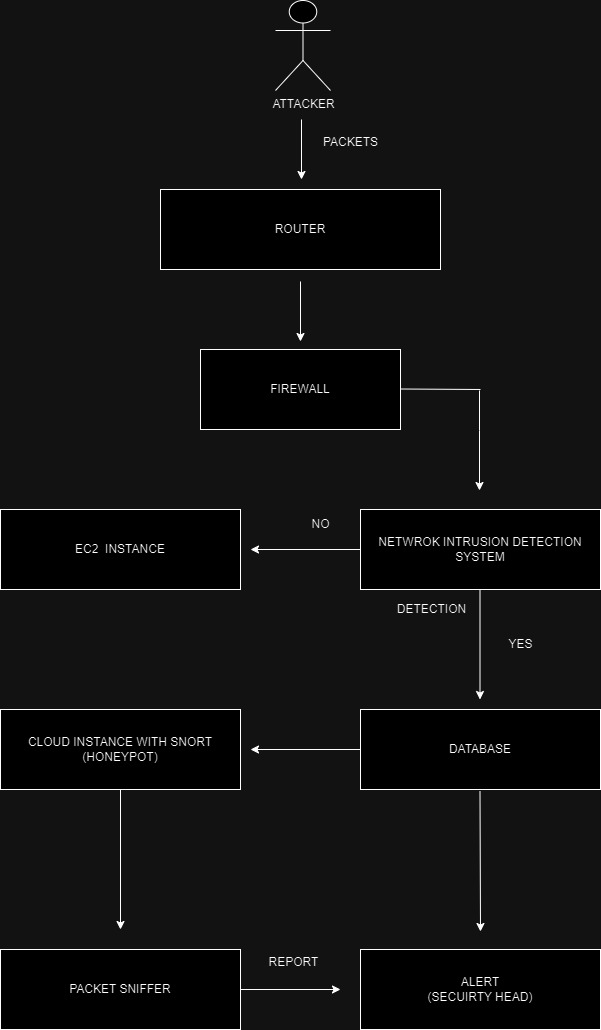 ATTACKER
PACKETS
ROUTER
FIREWALL
NO
EC2 INSTANCE
NETWROK INTRUSION DETECTION
SYSTEM
DETECTION
YES
CLOUD INSTANCE WITH SNORT
(HONEYPOT)
DATABASE
REPORT
PACKET SNIFFER
ALERT
(SECUIRTY HEAD)